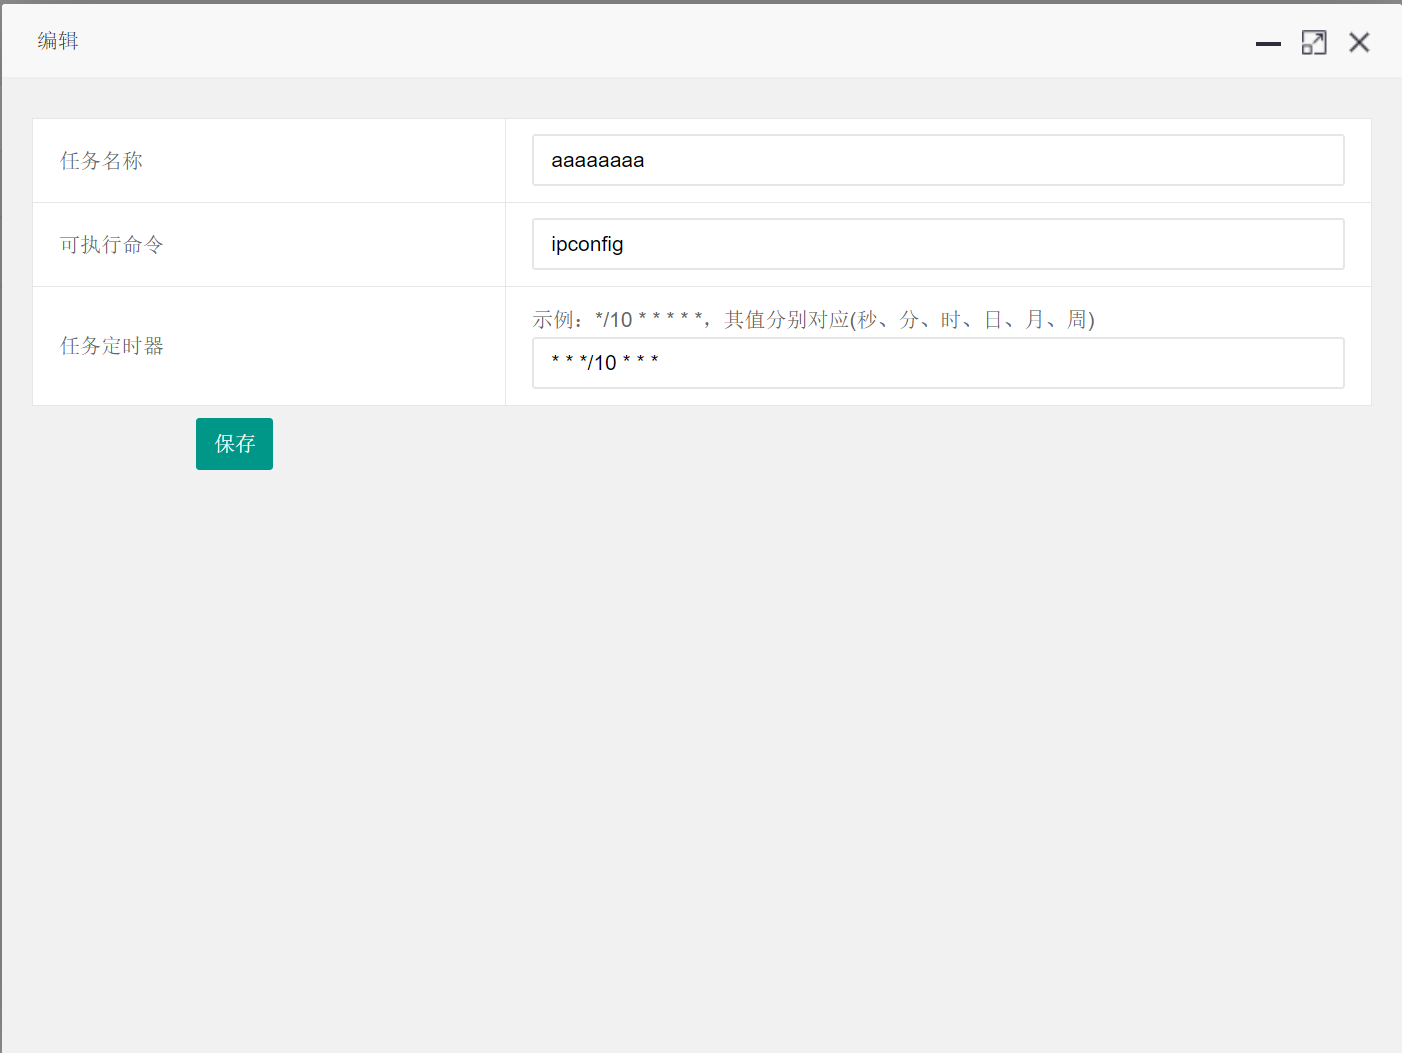 编辑
任务名称
aaaaaaaa
可执行命令
ipconfig
示例：*/10 * * * * *，其值分别对应(秒、分、时、日、月、周)
任务定时器
* * */10 * * *
保存